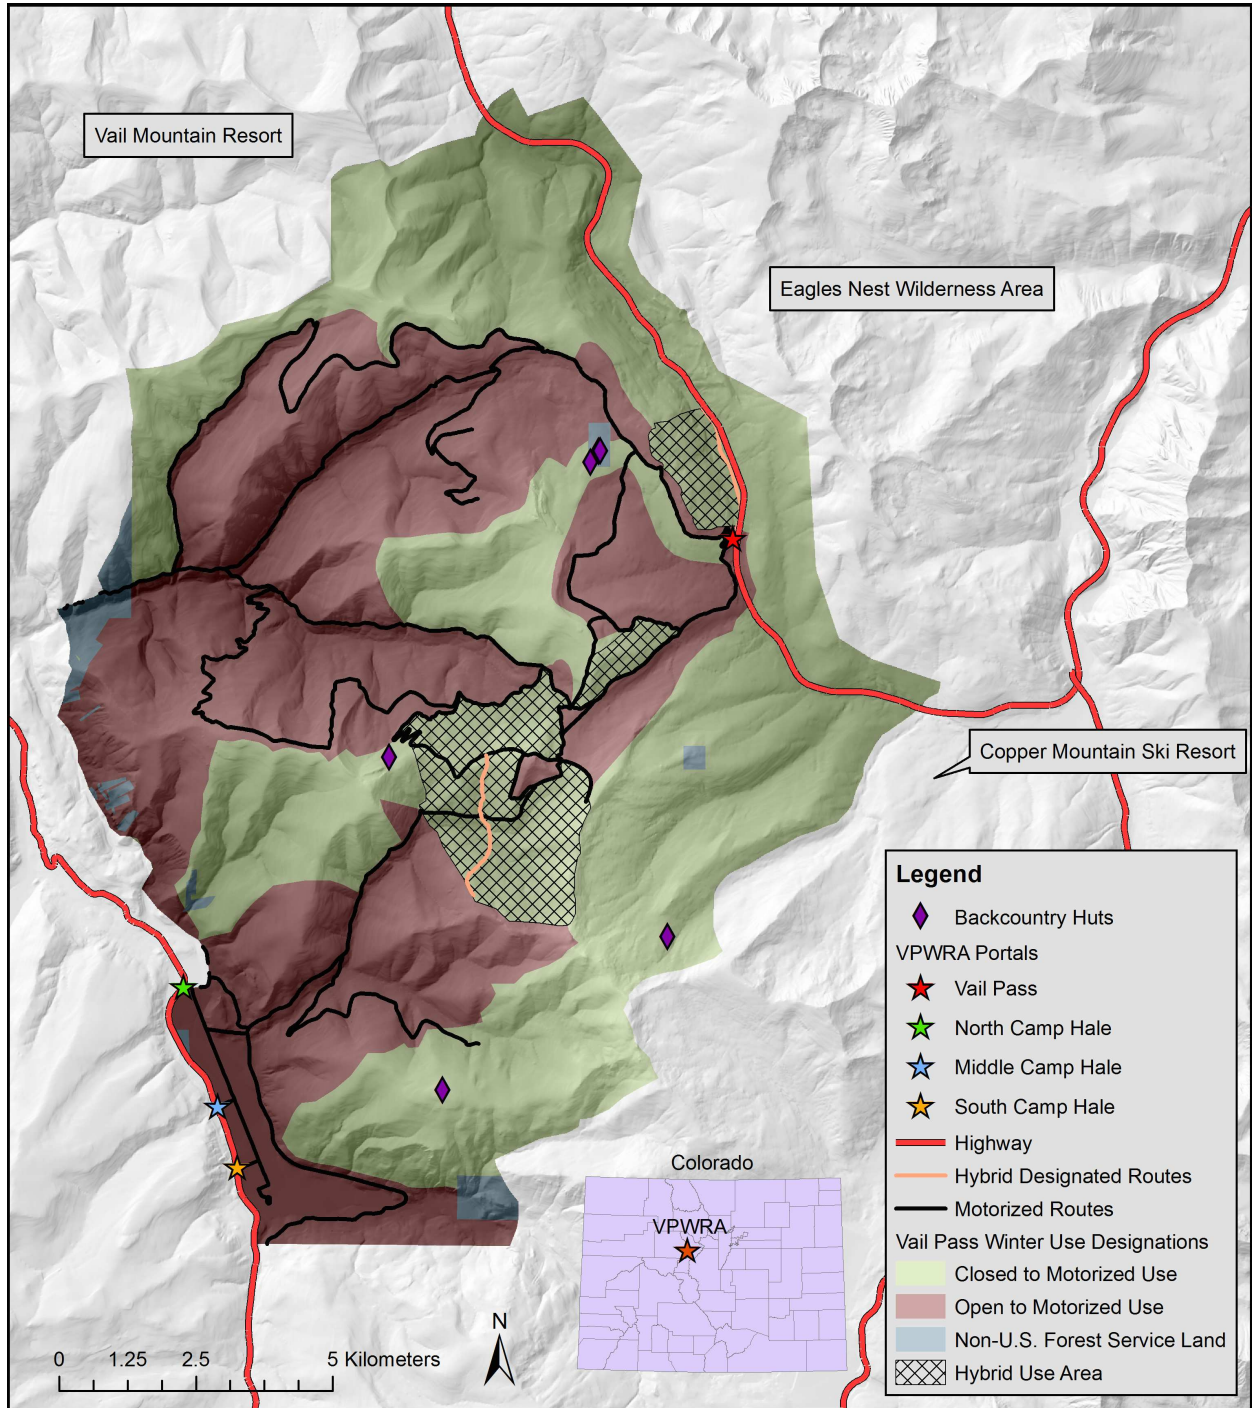 Vail Mountain Resort
Eagles Nest Wilderness Area
Copper Mountain Ski Resort
Legend
Backcountry Huts
VPWRA Portals
Vail Pass
North Camp Hale
Middle Camp Hale
South Camp Hale
Highway
Hybrid Designated Routes
Motorized Routes
Vail Pass Winter Use Designations
Closed to Motorized Use
Open to Motorized Use
Non-U.S. Forest Service Land
Hybrid Use Area
Colorado
VPWRA
N
0 1.25 2.5 5 Kilometers